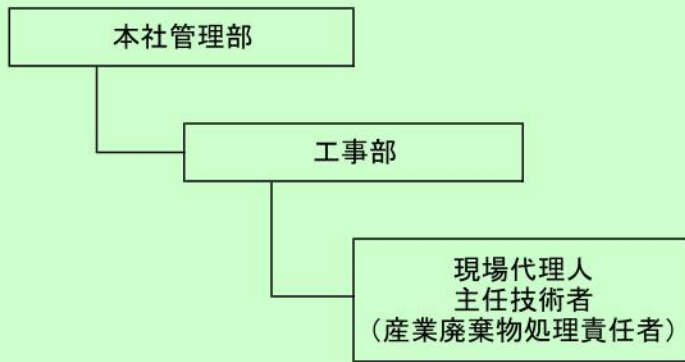 本社管理部
工事部
現場代理人
主任技術者
（産業廃棄物処理責任者）